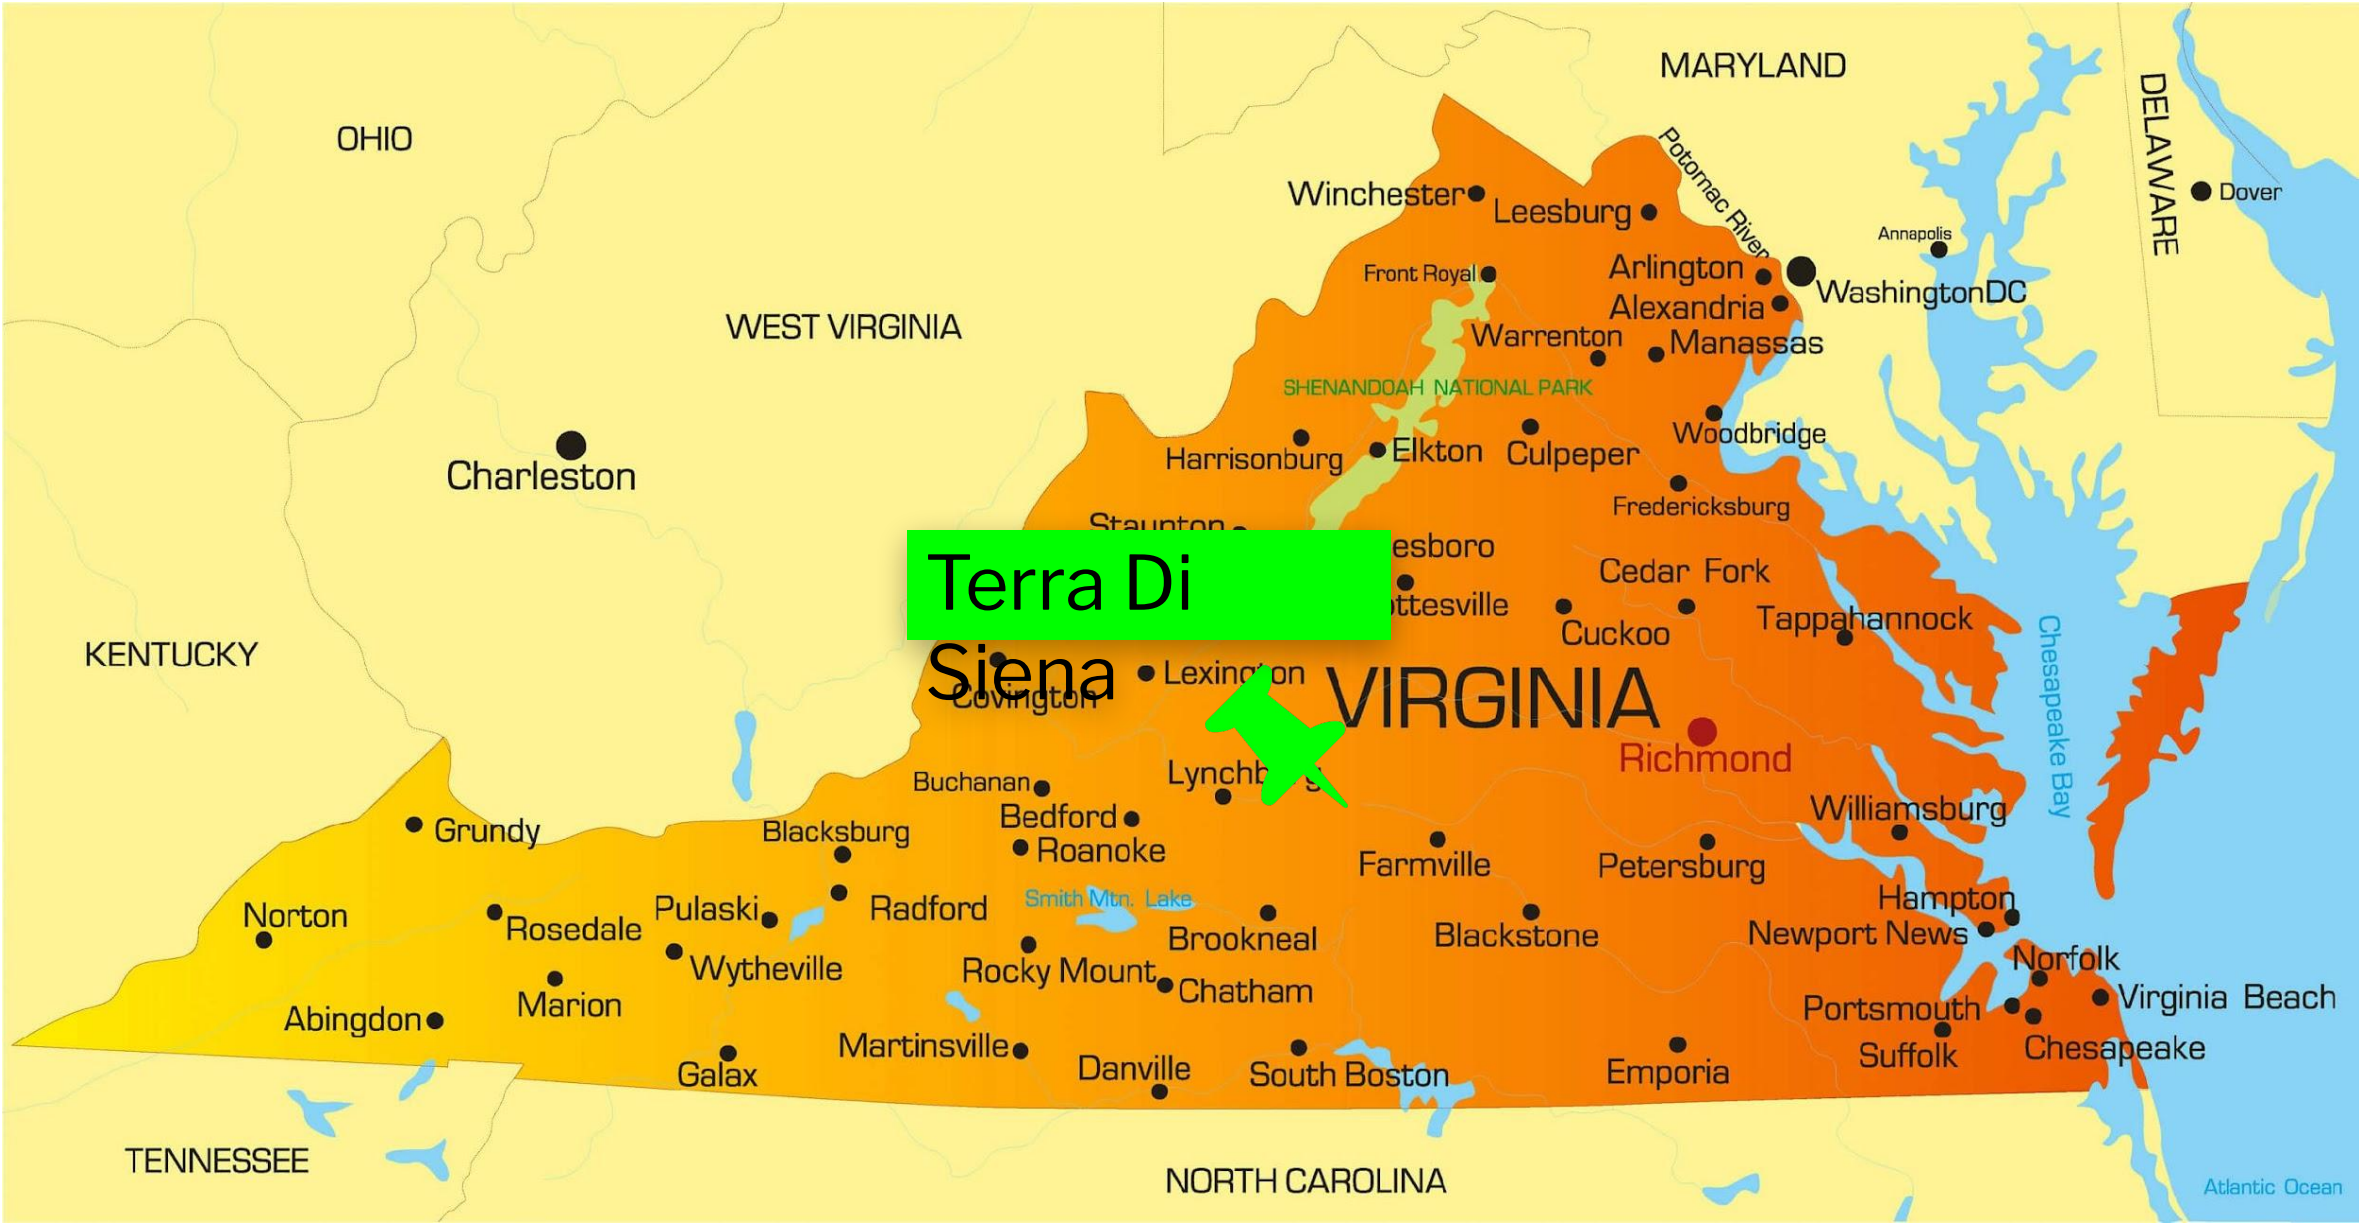 MARYLAND
DELAWARE
OHIO
Potomac River
Winchester
Leesburg
Dover
Annapolis
Front Royal
Arlington
WashingtonDC
Alexandria
WEST VIRGINIA
Warrenton
Manassas
SHENANDOAH NATIONAL PARK
Woodbridge
Harrisonburg
Elkton
Culpeper
Charleston
Fredericksburg
Staunton
Terra Di
Siena
esboro
Cedar Fork
ottesville
Cuckoo
Tappahannock
KENTUCKY
Chesapeake Bay
Lexington
Covington
VIRGINIA
Richmond
Buchanan
Lynchb g
Bedford
Williamsburg
Grundy
Blacksburg
Roanoke
Farmville
Petersburg
Smith Mtn. Lake
Hampton
Norton
Pulaski
Radford
Rosedale
Brookneal
Blackstone
Newport News
Norfolk
Wytheville
Rocky Mount
Chatham
Virginia Beach
Marion
Abingdon
Portsmouth
Martinsville
Suffolk
Chesapeake
Galax
Danville
South Boston
Emporia
TENNESSEE
NORTH CAROLINA
Atlantic Ocean